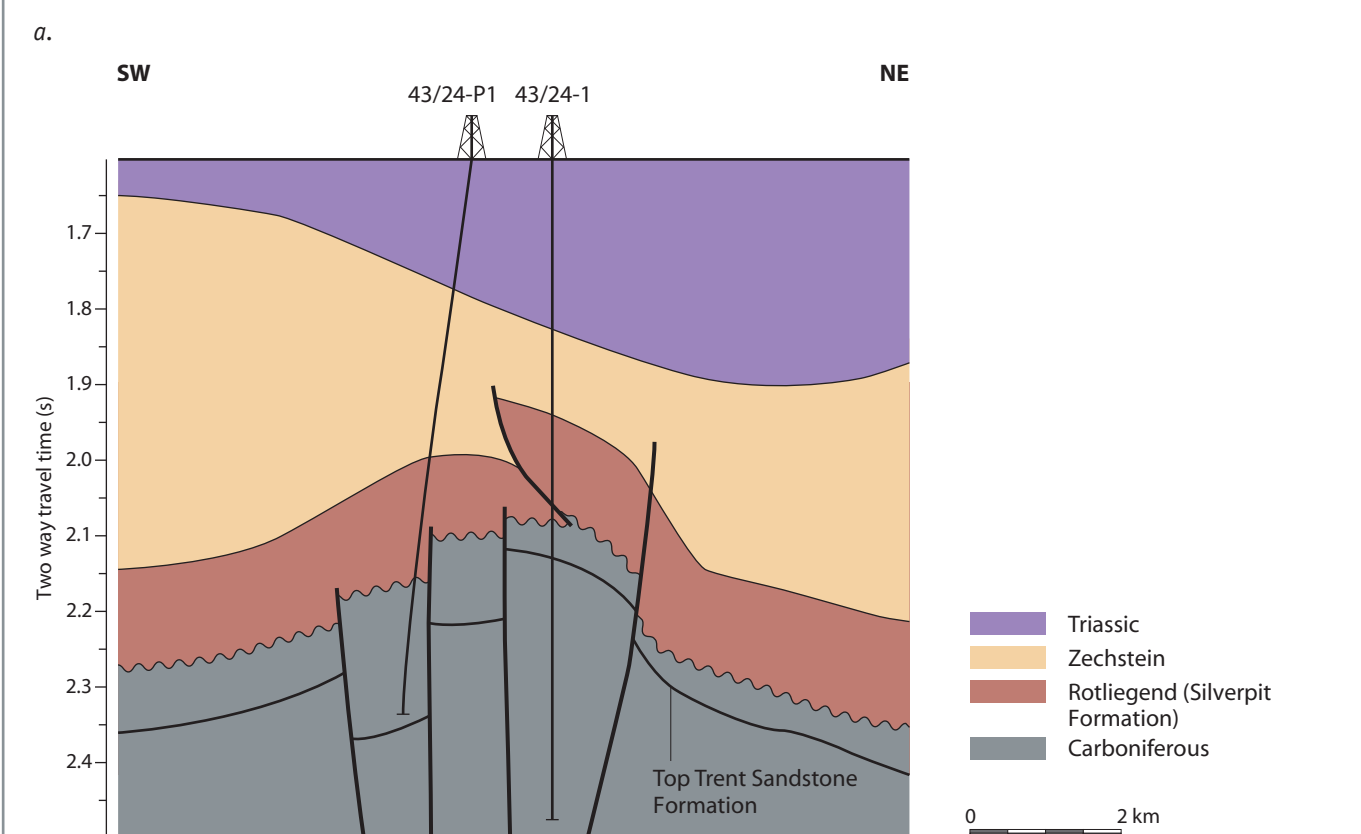 a.
SW
NE
43/24-P1 43/24-1
1.7
1.8
1.9
2.0
2.1
2.2
2.3
2.4
Two way travel time (s)
Top Trent Sandstone
Formation
Triassic
Zechstein
Rotliegend (Silverpit
Formation)
Carboniferous
0 2 km